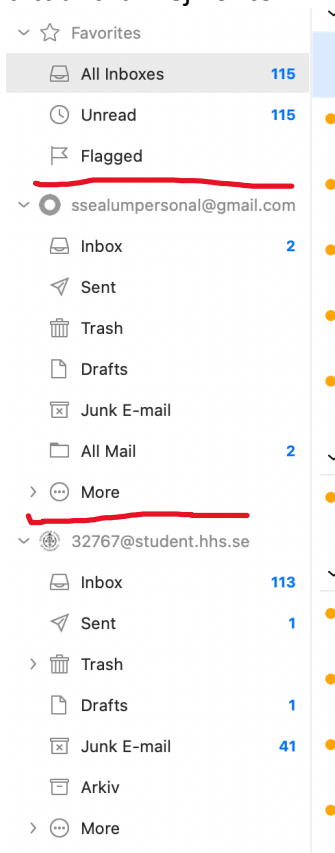 Favorites
All Inboxes 115
Unread 115
Flagged
ssealumpersonal@gmail.com
Inbox 2
Sent
Trash
Drafts
Junk E-mail
All Mail 2
More
32767@student.hhs.se
Inbox 113
Sent 1
Trash
Drafts 1
Junk E-mail 41
Arkiv
More